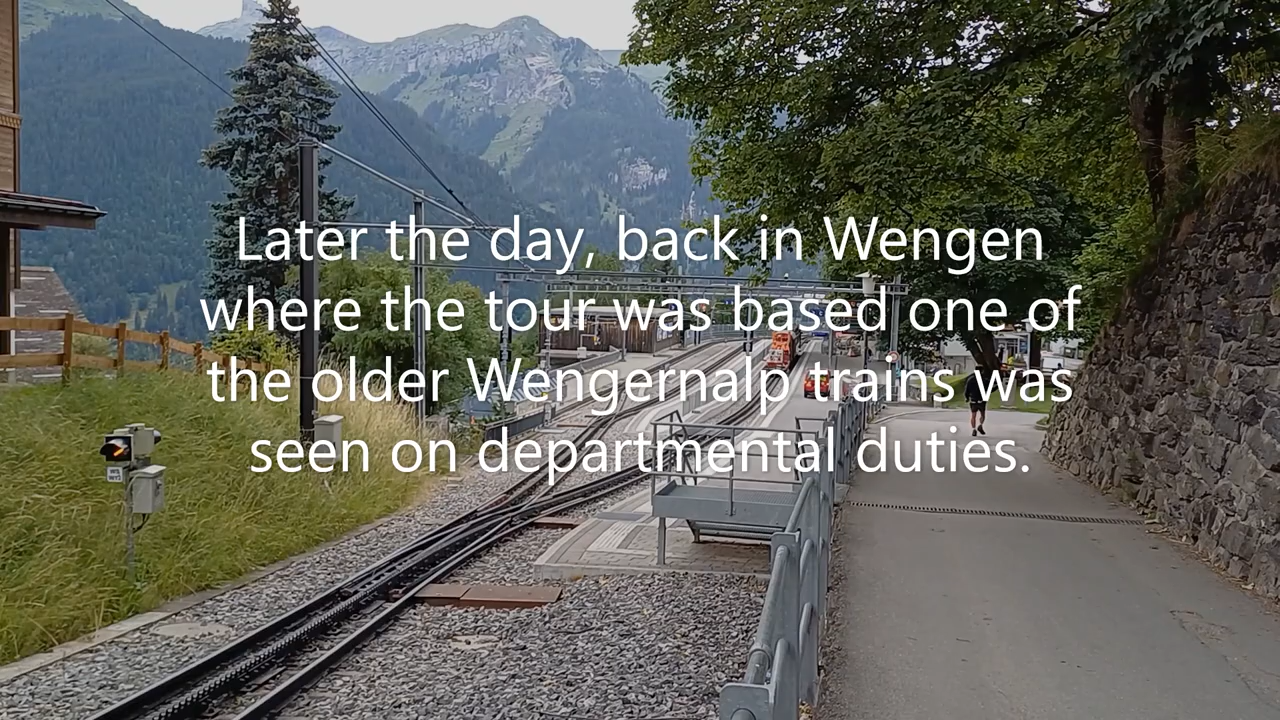 Later the day, back in Wengen
where the tour was based one of
the older Wengernalp trains was
seen on departmental duties.